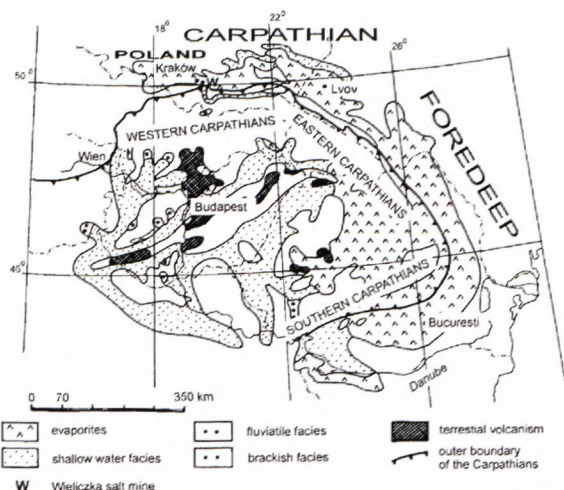 CARPATHIAN
FOREDEEP
POLAND
18°
22°
26°
50°
46°
Kraków
W
Lvov
WESTERN CARPATHIANS
EASTERN CARPATHIANS
Wien
Budapest
SOUTHERN CARPATHIANS
Bucuresti
Danube
0 70 350 km
evaporites
fluviatile facies
terrestial volcanism
shallow water facies
brackish facies
outer boundary
of the Carpathians
W Wieliczka salt mine